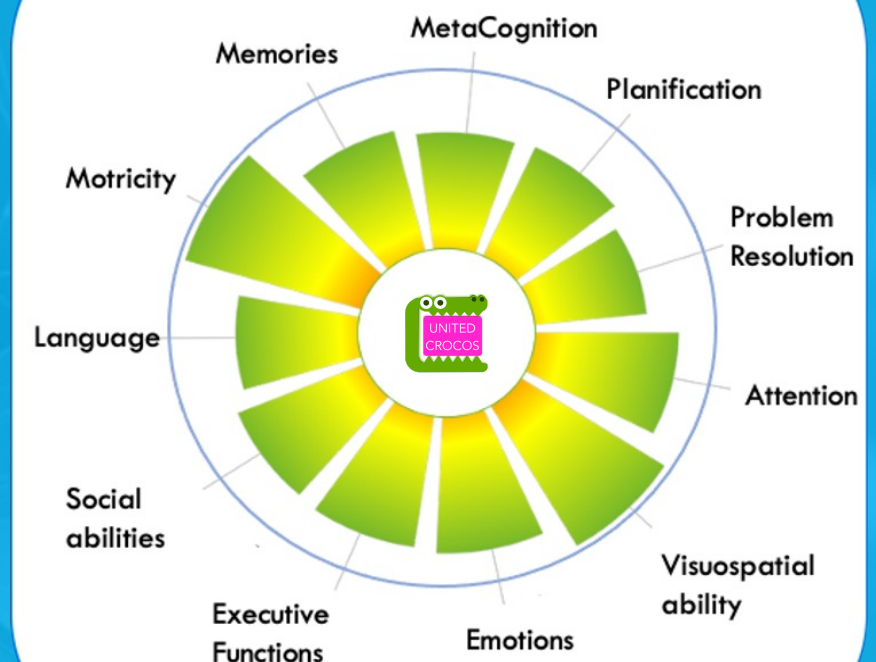 MetaCognition
Memories
Planification
Motricity
Problem
Resolution
UNITED
CROCOS
Language
Attention
Social
abilities
Visuospatial
ability
Executive
Functions
Emotions